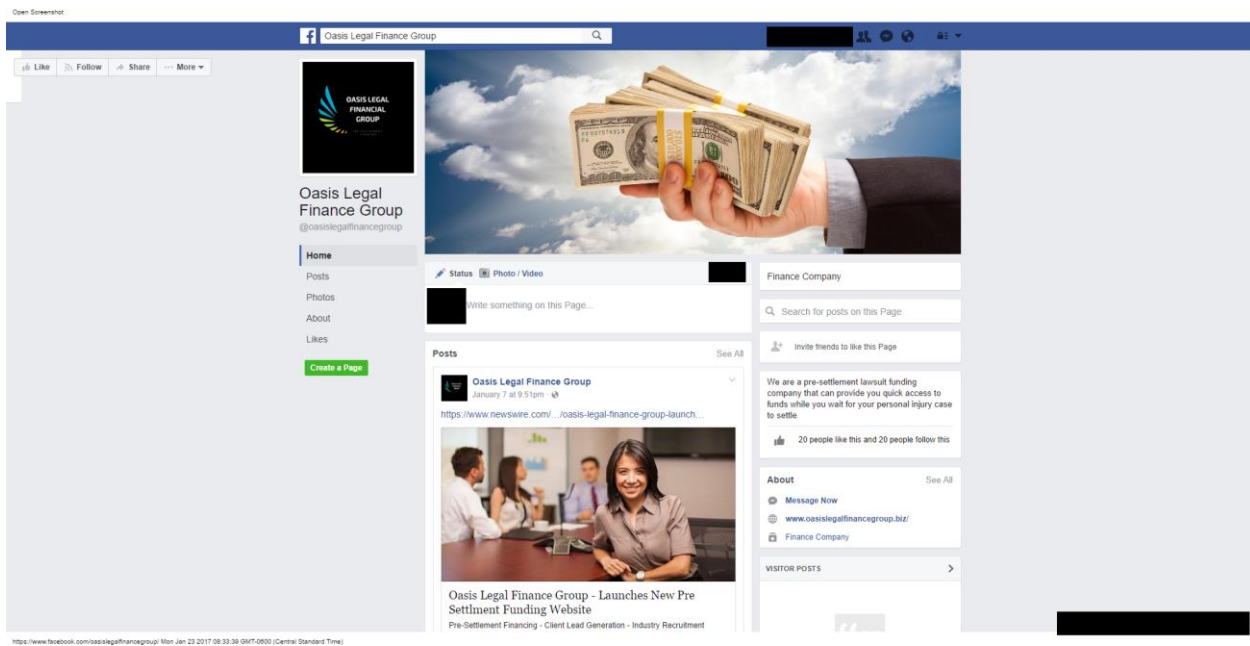 Open Screenshot
Oasis Legal Finance Group
Like Follow Share More
OASIS LEGAL
FINANCIAL
GROUP
Oasis Legal
Finance Group
@oasislegalfinancegroup
Home
Posts
Photos
About
Likes
Create a Page
Status Photo / Video
Write something on this Page...
Posts See All
Oasis Legal Finance Group
January 7 at 9:51pm ·
https://www.newswire.com/.../oasis-legal-finance-group-launch...
Oasis Legal Finance Group - Launches New Pre
Settlment Funding Website
Pre-Settlement Financing - Client Lead Generation - Industry Recruitment
Finance Company
Search for posts on this Page
Invite friends to like this Page
We are a pre-settlement lawsuit funding
company that can provide you quick access to
funds while you wait for your personal injury case
to settle.
20 people like this and 20 people follow this
About See All
Message Now
www.oasislegalfinancegroup.biz/
Finance Company
VISITOR POSTS
https://www.facebook.com/oasislegalfinancegroup/ Mon Jan 23 2017 08:33:39 GMT-0600 (Central Standard Time)